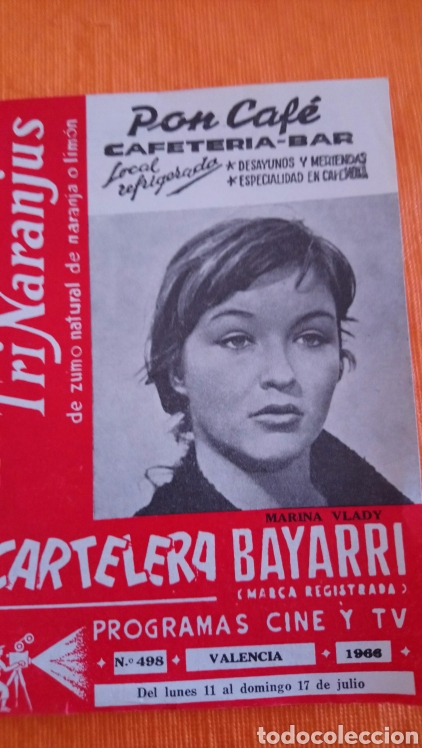 TriNaranjus
de zumo natural de naranja o limón
Pon Café
CAFETERIA-BAR
Local refrigerado
★ DESAYUNOS Y MERIENDAS
★ ESPECIALIDAD EN CAFÉ MOKA
MARINA VLADY
CARTELERA BAYARRI
(MARCA REGISTRADA)
PROGRAMAS CINE Y TV
N.º 498 VALENCIA 1966
Del lunes 11 al domingo 17 de julio
todocoleccion